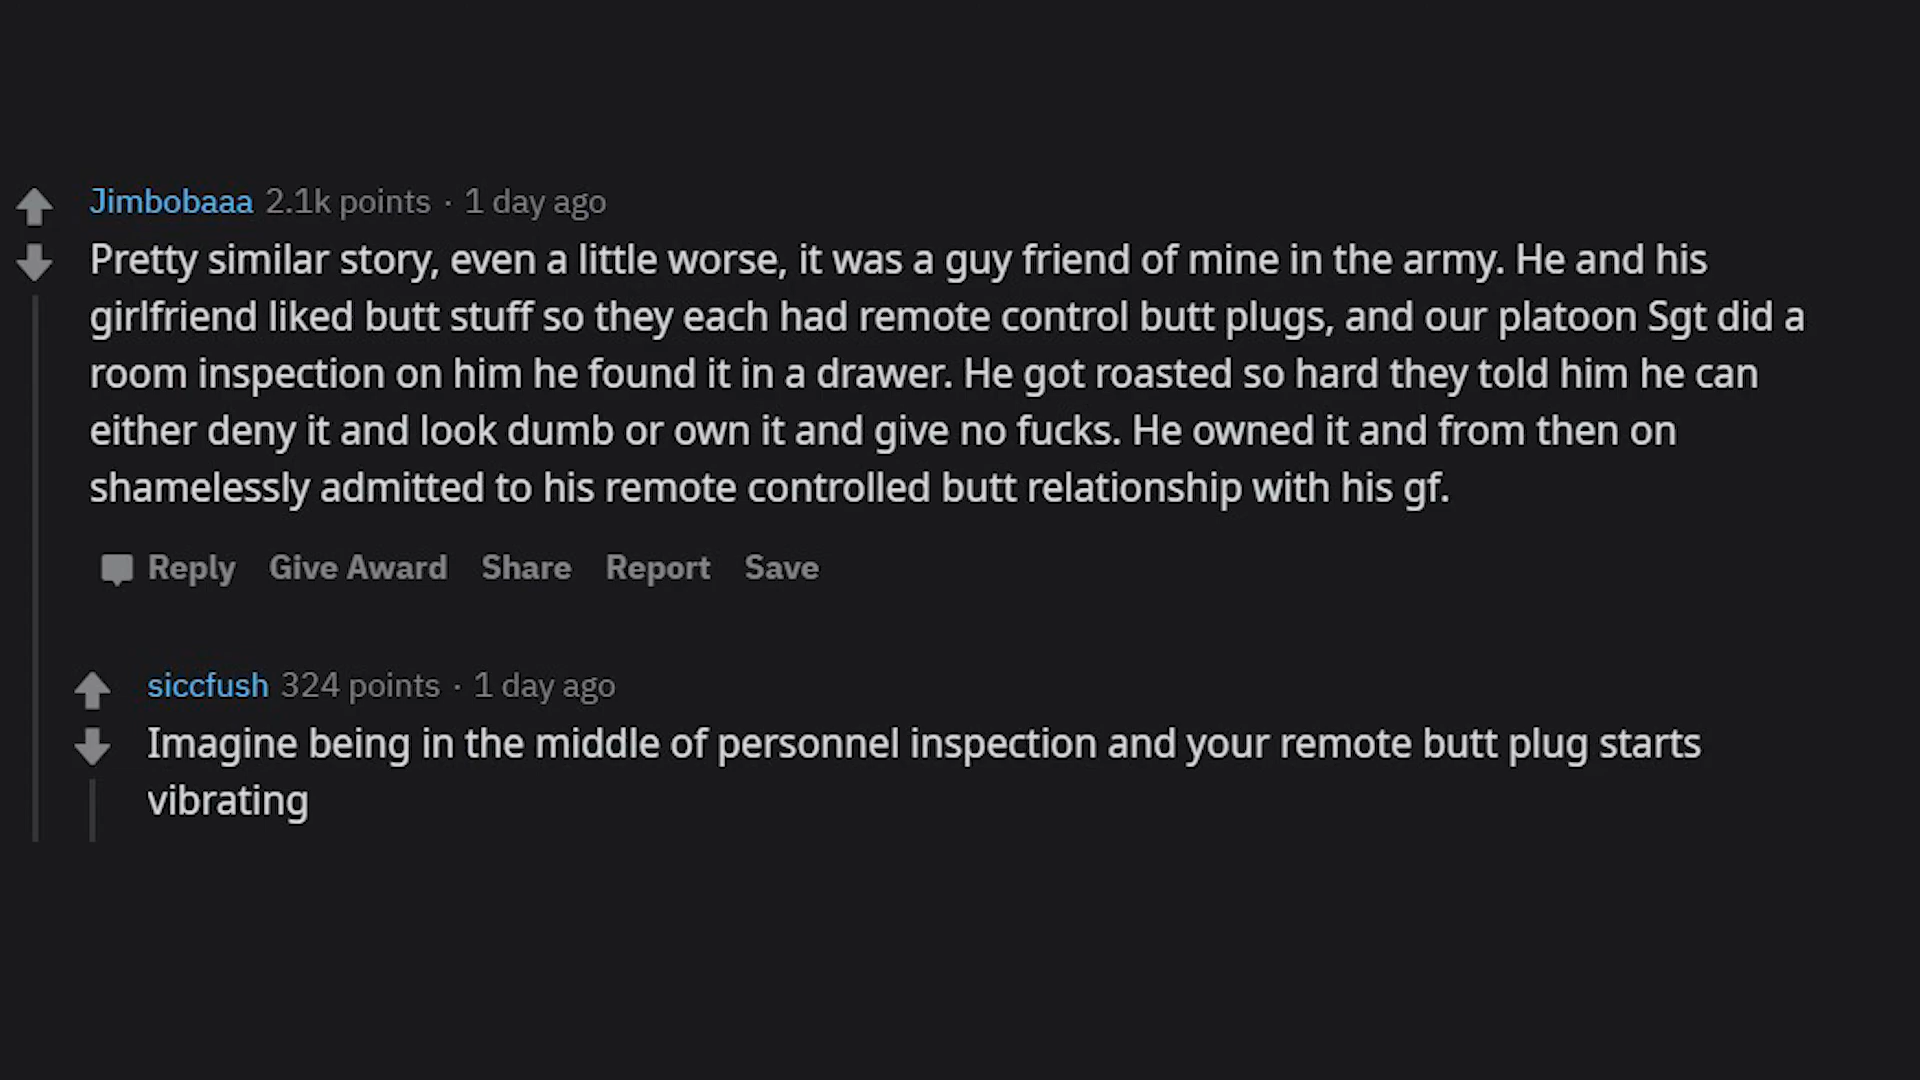 Jimbobaaa 2.1k points · 1 day ago
Pretty similar story, even a little worse, it was a guy friend of mine in the army. He and his
girlfriend liked butt stuff so they each had remote control butt plugs, and our platoon Sgt did a
room inspection on him he found it in a drawer. He got roasted so hard they told him he can
either deny it and look dumb or own it and give no fucks. He owned it and from then on
shamelessly admitted to his remote controlled butt relationship with his gf.
Reply Give Award Share Report Save
siccfush 324 points · 1 day ago
Imagine being in the middle of personnel inspection and your remote butt plug starts
vibrating